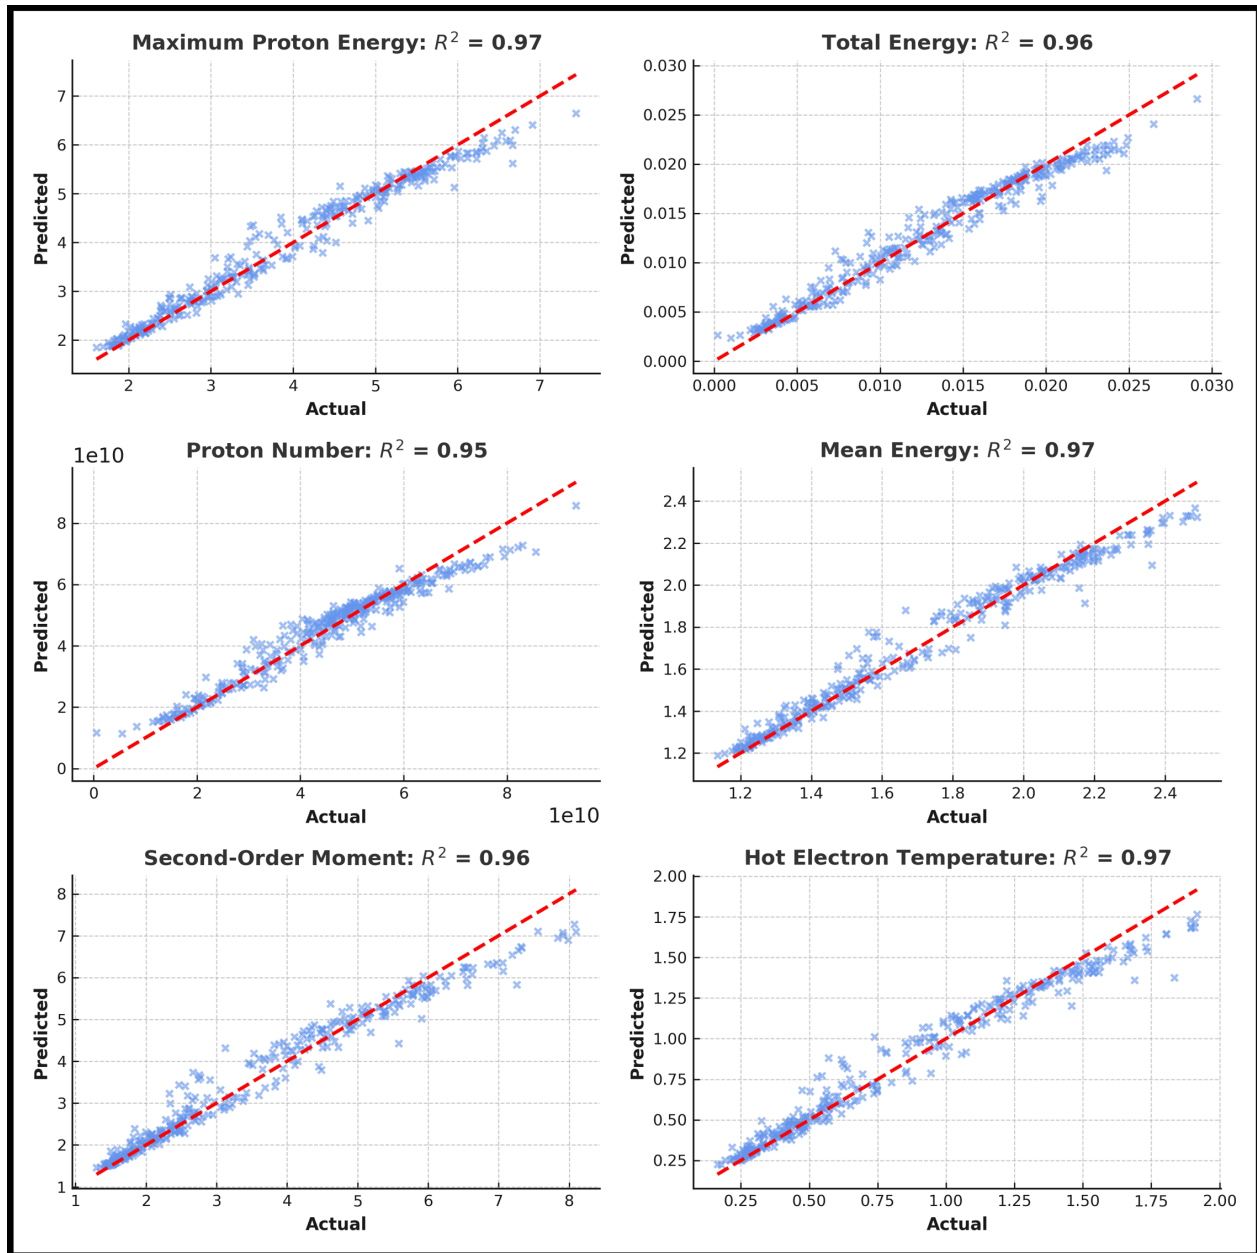 Maximum Proton Energy: R² = 0.97
7
6
5
4
3
2
Predicted
2 3 4 5 6 7
Actual
Total Energy: R² = 0.96
0.030
0.025
0.020
0.015
0.010
0.005
0.000
Predicted
0.000 0.005 0.010 0.015 0.020 0.025 0.030
Actual
Proton Number: R² = 0.95
1e10
8
6
4
2
0
Predicted
0 2 4 6 8
1e10
Actual
Mean Energy: R² = 0.97
2.4
2.2
2.0
1.8
1.6
1.4
1.2
Predicted
1.2 1.4 1.6 1.8 2.0 2.2 2.4
Actual
Second-Order Moment: R² = 0.96
8
7
6
5
4
3
2
1
Predicted
1 2 3 4 5 6 7 8
Actual
Hot Electron Temperature: R² = 0.97
2.00
1.75
1.50
1.25
1.00
0.75
0.50
0.25
Predicted
0.25 0.50 0.75 1.00 1.25 1.50 1.75 2.00
Actual